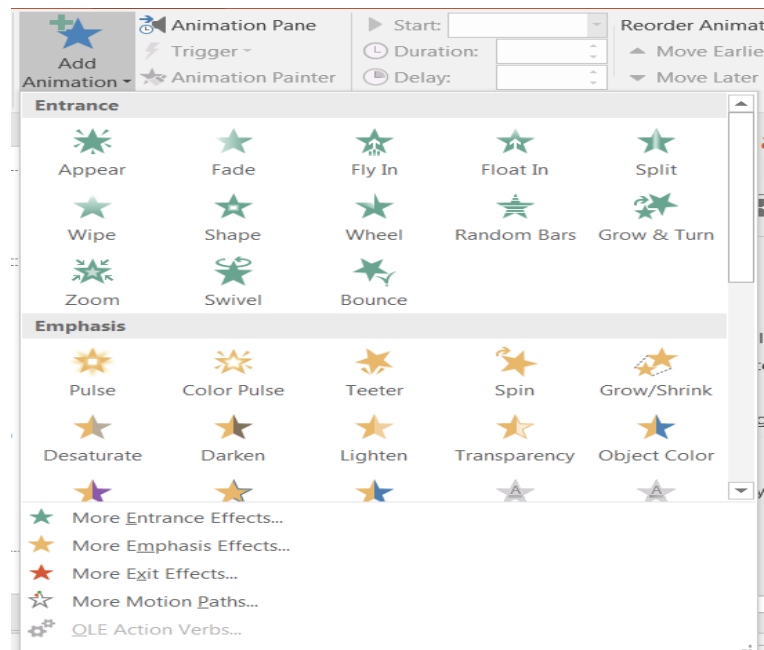 Add
Animation
Animation Pane
Trigger
Animation Painter
Start:
Duration:
Delay:
Reorder Animat
Move Earlie
Move Later
Entrance
Appear Fade Fly In Float In Split
Wipe Shape Wheel Random Bars Grow & Turn
Zoom Swivel Bounce
Emphasis
Pulse Color Pulse Teeter Spin Grow/Shrink
Desaturate Darken Lighten Transparency Object Color
More Entrance Effects...
More Emphasis Effects...
More Exit Effects...
More Motion Paths...
OLE Action Verbs...